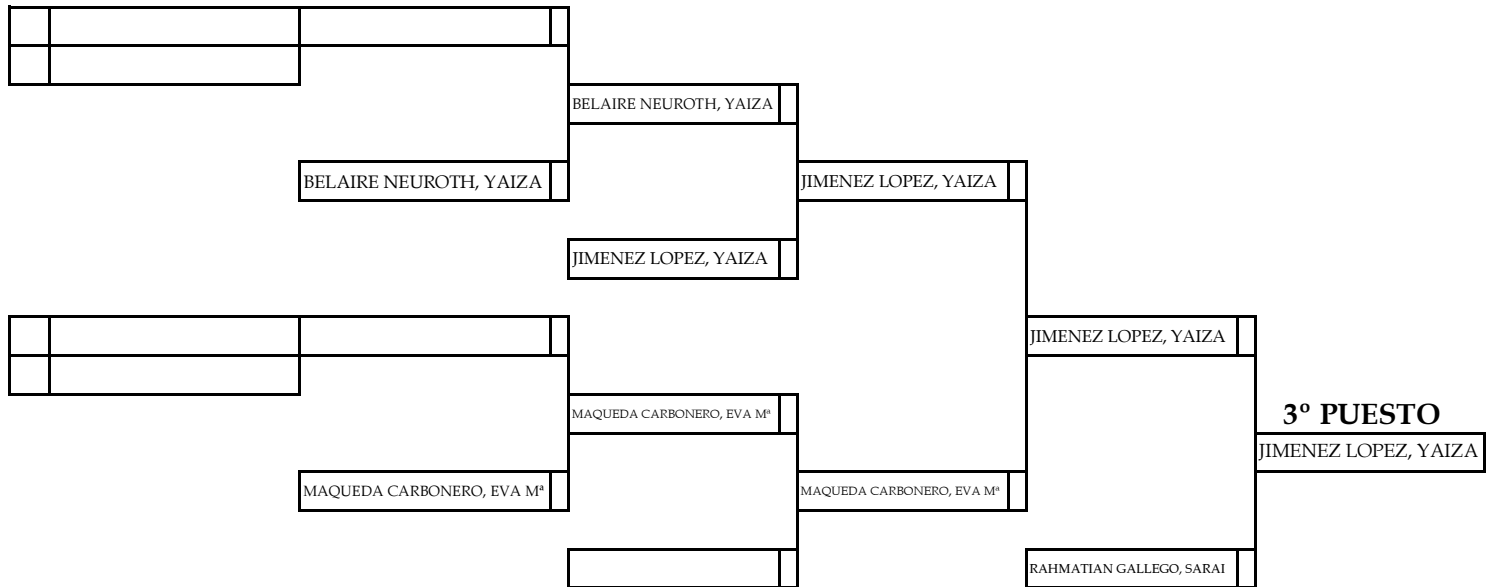 BELAIRE NEUROTH, YAIZA
BELAIRE NEUROTH, YAIZA
JIMENEZ LOPEZ, YAIZA
JIMENEZ LOPEZ, YAIZA
JIMENEZ LOPEZ, YAIZA
MAQUEDA CARBONERO, EVA Mª
3º PUESTO
JIMENEZ LOPEZ, YAIZA
MAQUEDA CARBONERO, EVA Mª
MAQUEDA CARBONERO, EVA Mª
RAHMATIAN GALLEGO, SARAI